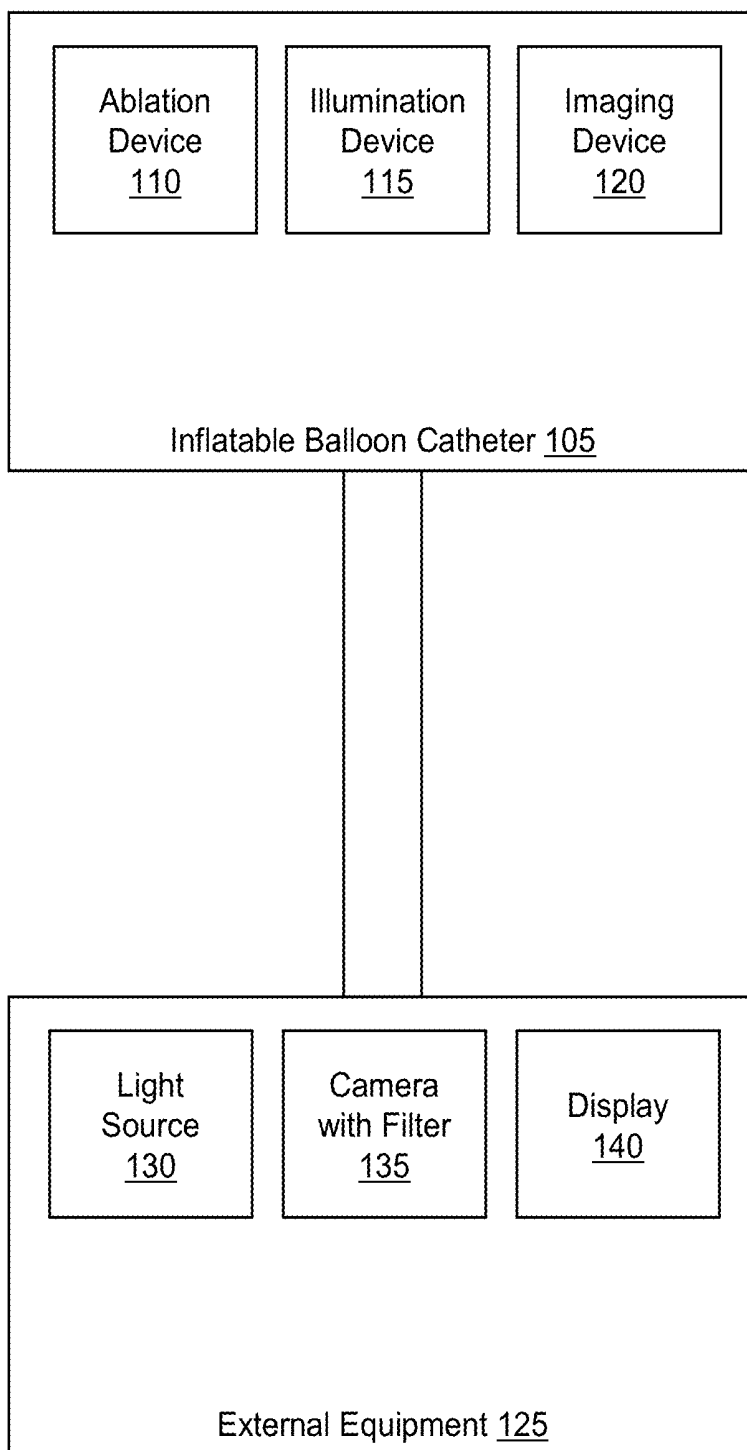 Ablation
Device
110
Illumination
Device
115
Imaging
Device
120
Inflatable Balloon Catheter 105
Light
Source
130
Camera
with Filter
135
Display
140
External Equipment 125